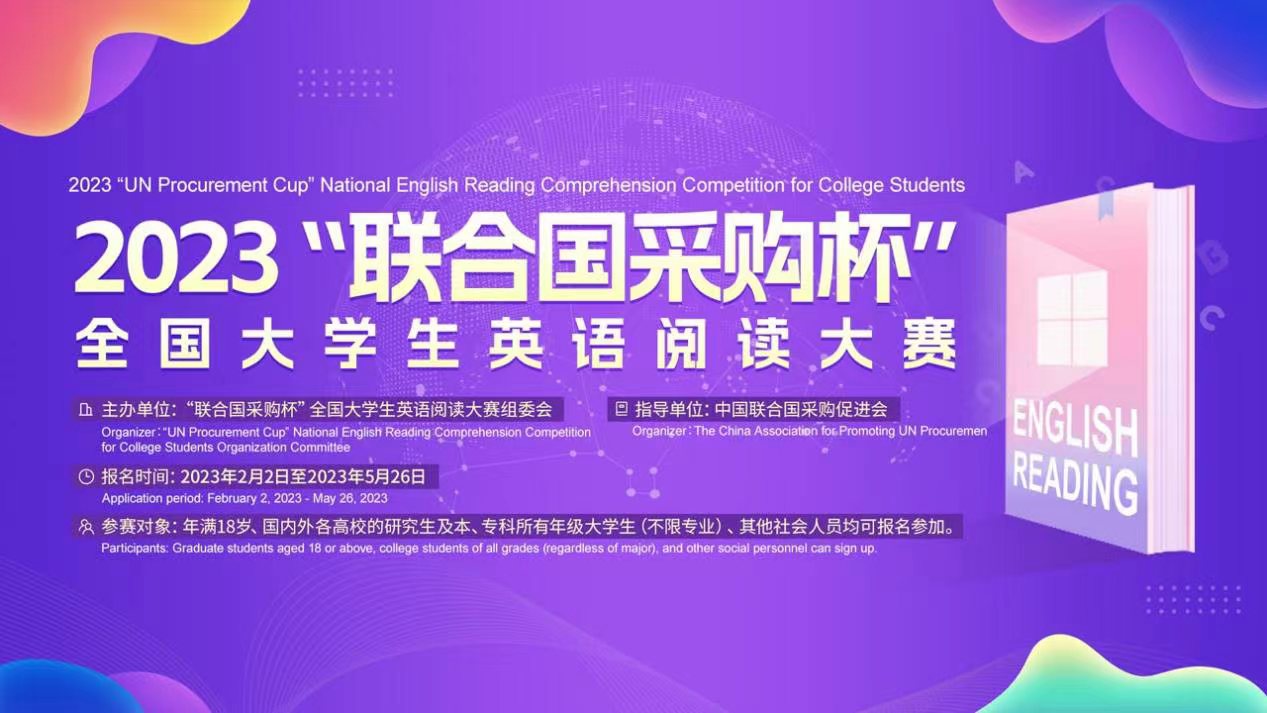 2023 “UN Procurement Cup” National English Reading Comprehension Competition for College Students
2023 “联合国采购杯”
全国大学生英语阅读大赛
主办单位：“联合国采购杯”全国大学生英语阅读大赛组委会
Organizer:“UN Procurement Cup” National English Reading Comprehension Competition
for College Students Organization Committee
指导单位：中国联合国采购促进会
Organizer: The China Association for Promoting UN Procuremen
报名时间：2023年2月2日至2023年5月26日
Application period: February 2, 2023 - May 26, 2023
参赛对象：年满18岁、国内外各高校的研究生及本、专科所有年级大学生（不限专业）、其他社会人员均可报名参加。
Participants: Graduate students aged 18 or above, college students of all grades (regardless of major), and other social personnel can sign up.
A
C
B
C
ENGLISH
READING